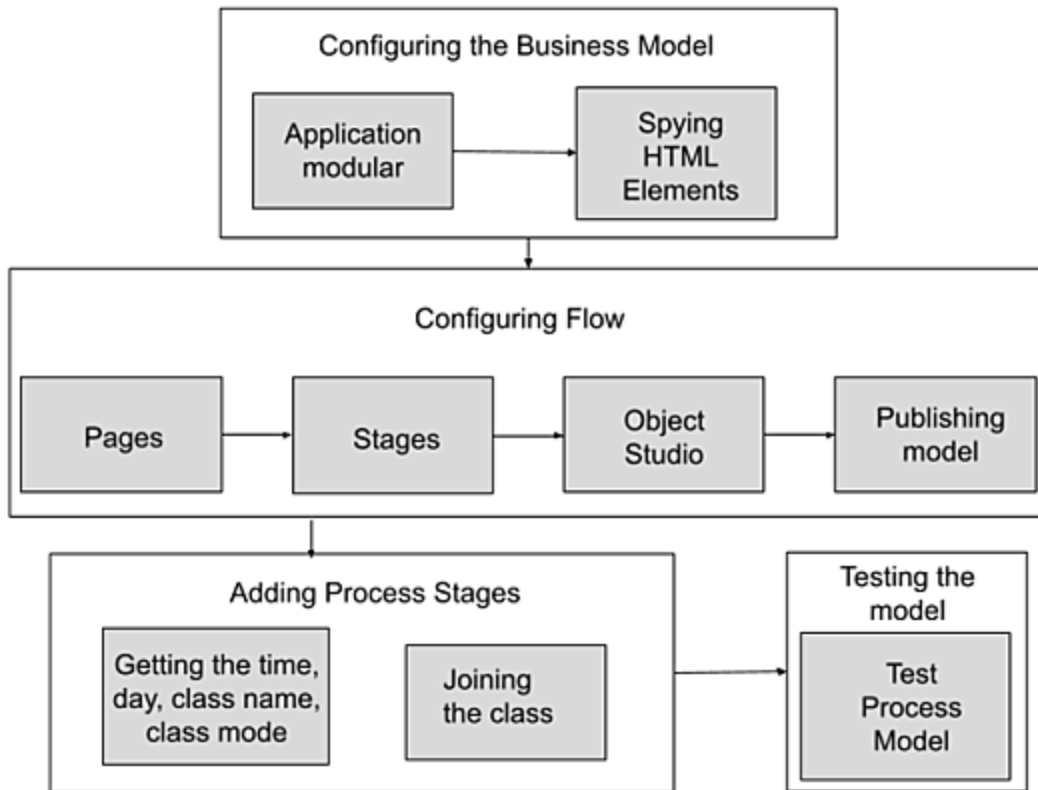 Configuring the Business Model
Application
modular
Spying
HTML
Elements
Configuring Flow
Pages
Stages
Object
Studio
Publishing
model
Adding Process Stages
Getting the time,
day, class name,
class mode
Joining
the class
Testing the
model
Test
Process
Model